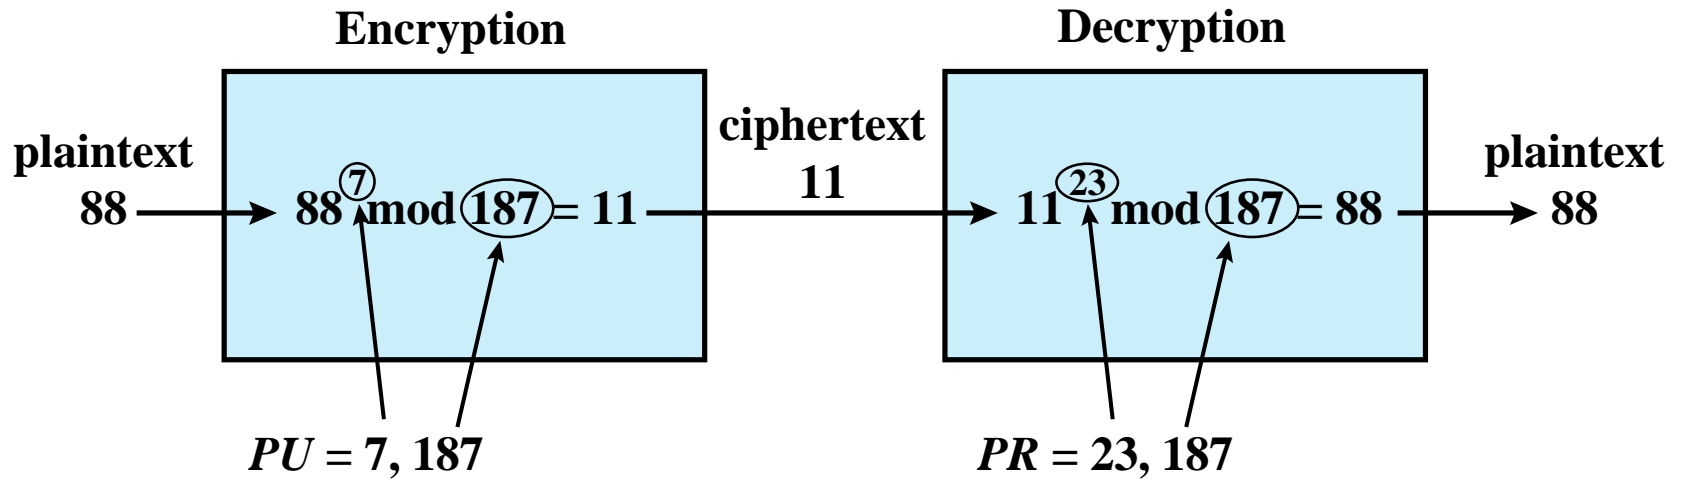 Encryption
Decryption
plaintext
88
88^7 mod 187 = 11
ciphertext
11
11^23 mod 187 = 88
plaintext
88
PU = 7, 187
PR = 23, 187